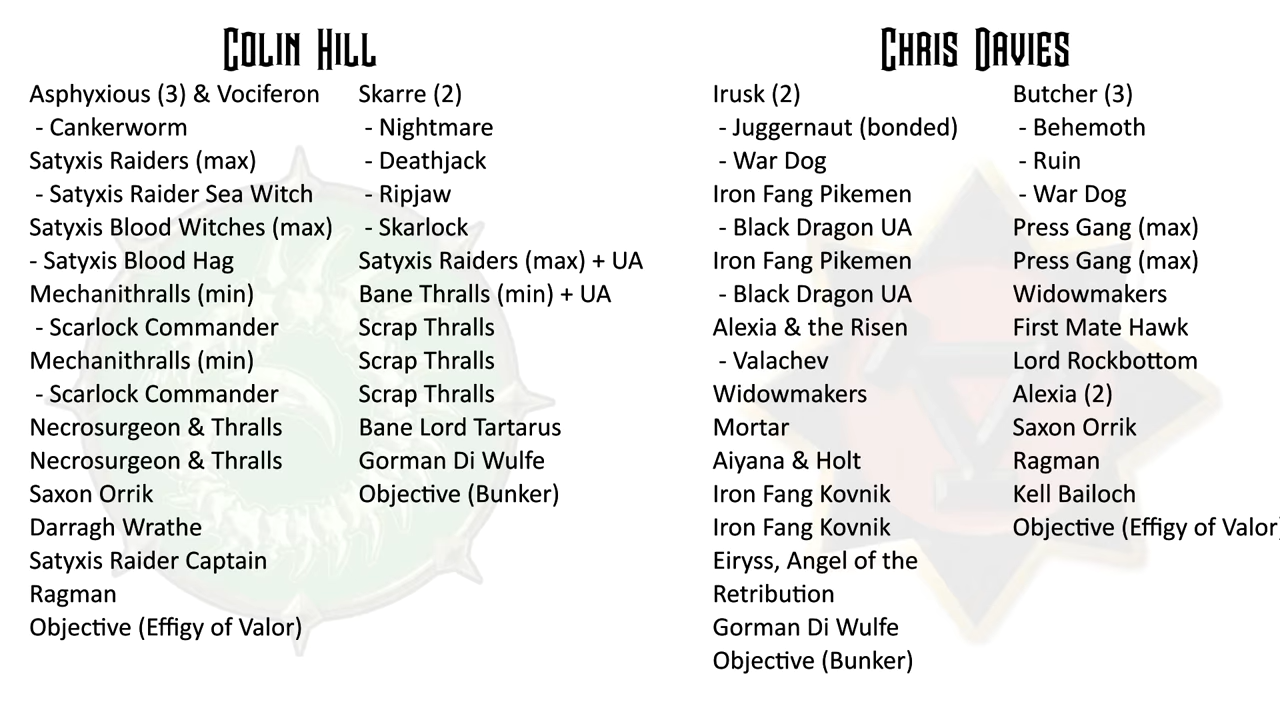 Colin Hill
Asphyxious (3) & Vociferon
- Cankerworm
Satyxis Raiders (max)
- Satyxis Raider Sea Witch
Satyxis Blood Witches (max)
- Satyxis Blood Hag
Mechanithralls (min)
- Scarlock Commander
Mechanithralls (min)
- Scarlock Commander
Necrosurgeon & Thralls
Necrosurgeon & Thralls
Saxon Orrik
Darragh Wrathe
Satyxis Raider Captain
Ragman
Objective (Effigy of Valor)
Skarre (2)
- Nightmare
- Deathjack
- Ripjaw
- Skarlock
Satyxis Raiders (max) + UA
Bane Thralls (min) + UA
Scrap Thralls
Scrap Thralls
Scrap Thralls
Bane Lord Tartarus
Gorman Di Wulfe
Objective (Bunker)
Chris Davies
Irusk (2)
- Juggernaut (bonded)
- War Dog
Iron Fang Pikemen
- Black Dragon UA
Iron Fang Pikemen
- Black Dragon UA
Alexia & the Risen
- Valachev
Widowmakers
Mortar
Aiyana & Holt
Iron Fang Kovnik
Iron Fang Kovnik
Eiryss, Angel of the
Retribution
Gorman Di Wulfe
Objective (Bunker)
Butcher (3)
- Behemoth
- Ruin
- War Dog
Press Gang (max)
Press Gang (max)
Widowmakers
First Mate Hawk
Lord Rockbottom
Alexia (2)
Saxon Orrik
Ragman
Kell Bailoch
Objective (Effigy of Valor)